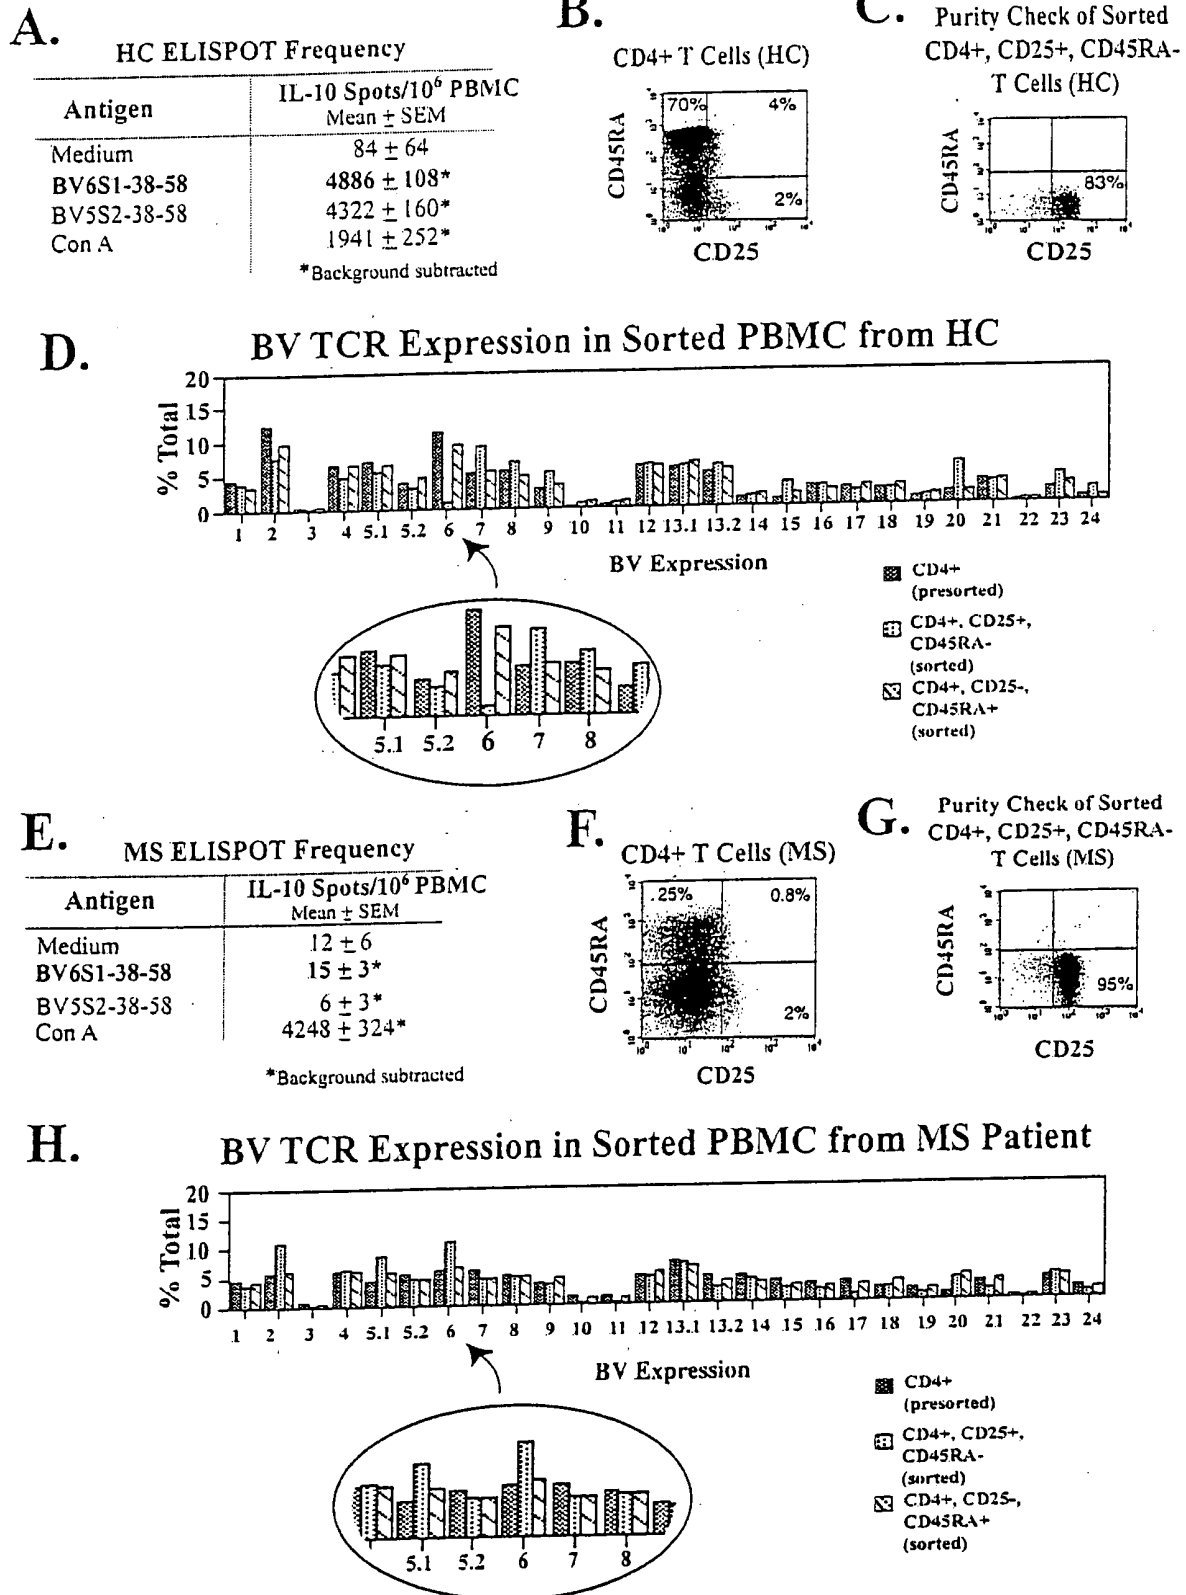 A.
HC ELISPOT Frequency
Antigen
IL-10 Spots/10⁶ PBMC
Mean ± SEM
Medium 84 ± 64
BV6S1-38-58 4886 ± 108*
BV5S2-38-58 4322 ± 160*
Con A 1941 ± 252*
*Background subtracted
B.
CD4+ T Cells (HC)
70% 4%
2%
CD45RA
CD25
C.
Purity Check of Sorted
CD4+, CD25+, CD45RA-
T Cells (HC)
83%
CD45RA
CD25
D.
BV TCR Expression in Sorted PBMC from HC
% Total
20
15
10
5
0
1 2 3 4 5.1 5.2 6 7 8 9 10 11 12 13.1 13.2 14 15 16 17 18 19 20 21 22 23 24
BV Expression
CD4+
(presorted)
CD4+, CD25+,
CD45RA-
(sorted)
CD4+, CD25-,
CD45RA+
(sorted)
5.1 5.2 6 7 8
E.
MS ELISPOT Frequency
Antigen
IL-10 Spots/10⁶ PBMC
Mean ± SEM
Medium 12 ± 6
BV6S1-38-58 15 ± 3*
BV5S2-38-58 6 ± 3*
Con A 4248 ± 324*
*Background subtracted
F.
CD4+ T Cells (MS)
.25% 0.8%
2%
CD45RA
CD25
G.
Purity Check of Sorted
CD4+, CD25+, CD45RA-
T Cells (MS)
95%
CD45RA
CD25
H.
BV TCR Expression in Sorted PBMC from MS Patient
% Total
20
15
10
5
0
1 2 3 4 5.1 5.2 6 7 8 9 10 11 12 13.1 13.2 14 15 16 17 18 19 20 21 22 23 24
BV Expression
CD4+
(presorted)
CD4+, CD25+,
CD45RA-
(sorted)
CD4+, CD25-,
CD45RA+
(sorted)
5.1 5.2 6 7 8